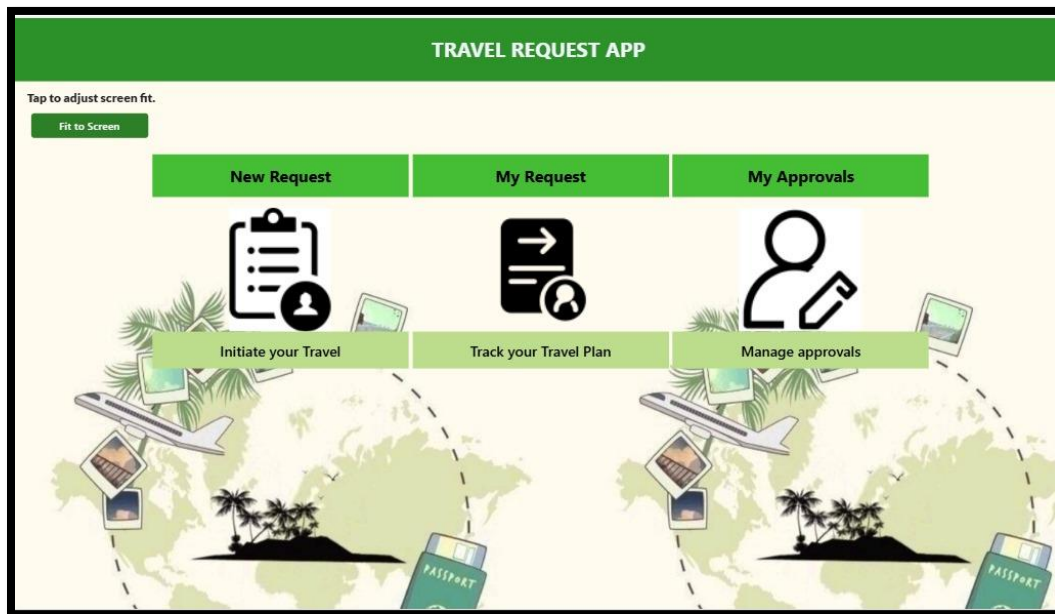 TRAVEL REQUEST APP
Tap to adjust screen fit.
Fit to Screen
New Request
My Request
My Approvals
Initiate your Travel
Track your Travel Plan
Manage approvals
PASSPORT
PASSPORT